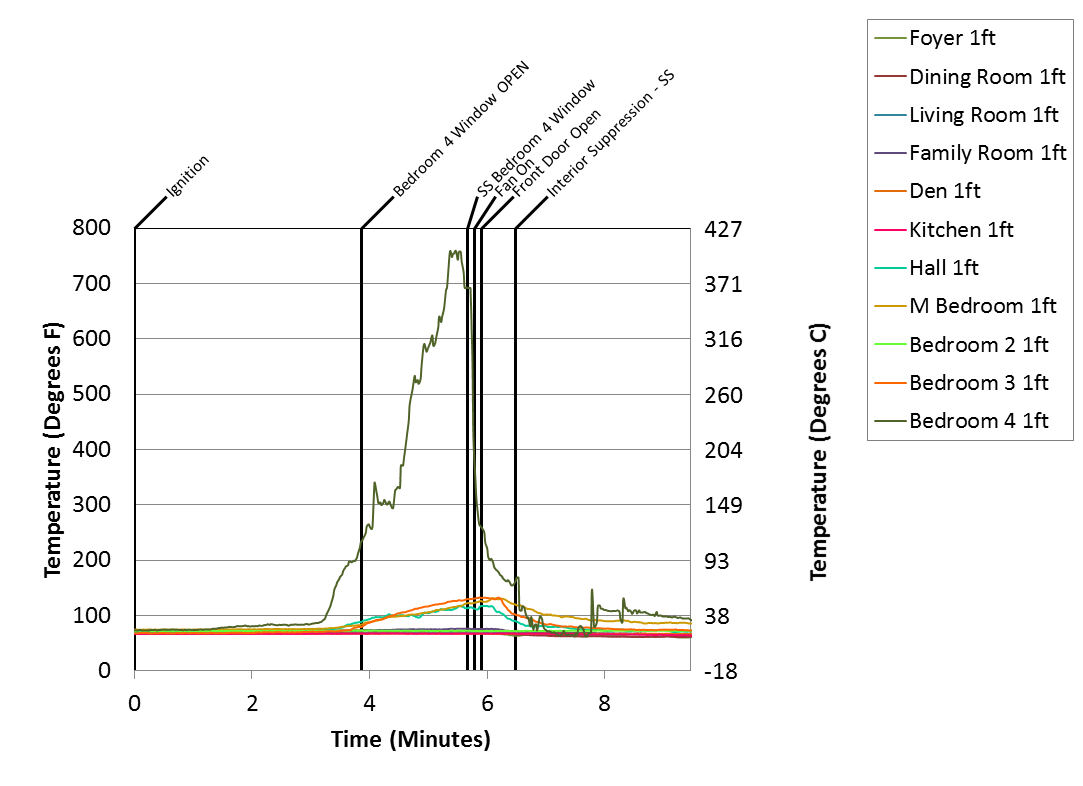 Ignition
Bedroom 4 Window OPEN
SS Bedroom 4 Window
Fan On
Front Door Open
Interior Suppression - SS
Foyer 1ft
Dining Room 1ft
Living Room 1ft
Family Room 1ft
Den 1ft
Kitchen 1ft
Hall 1ft
M Bedroom 1ft
Bedroom 2 1ft
Bedroom 3 1ft
Bedroom 4 1ft
Temperature (Degrees F)
800
700
600
500
400
300
200
100
0
427
371
316
260
204
149
93
38
-18
Temperature (Degrees C)
0 2 4 6 8
Time (Minutes)